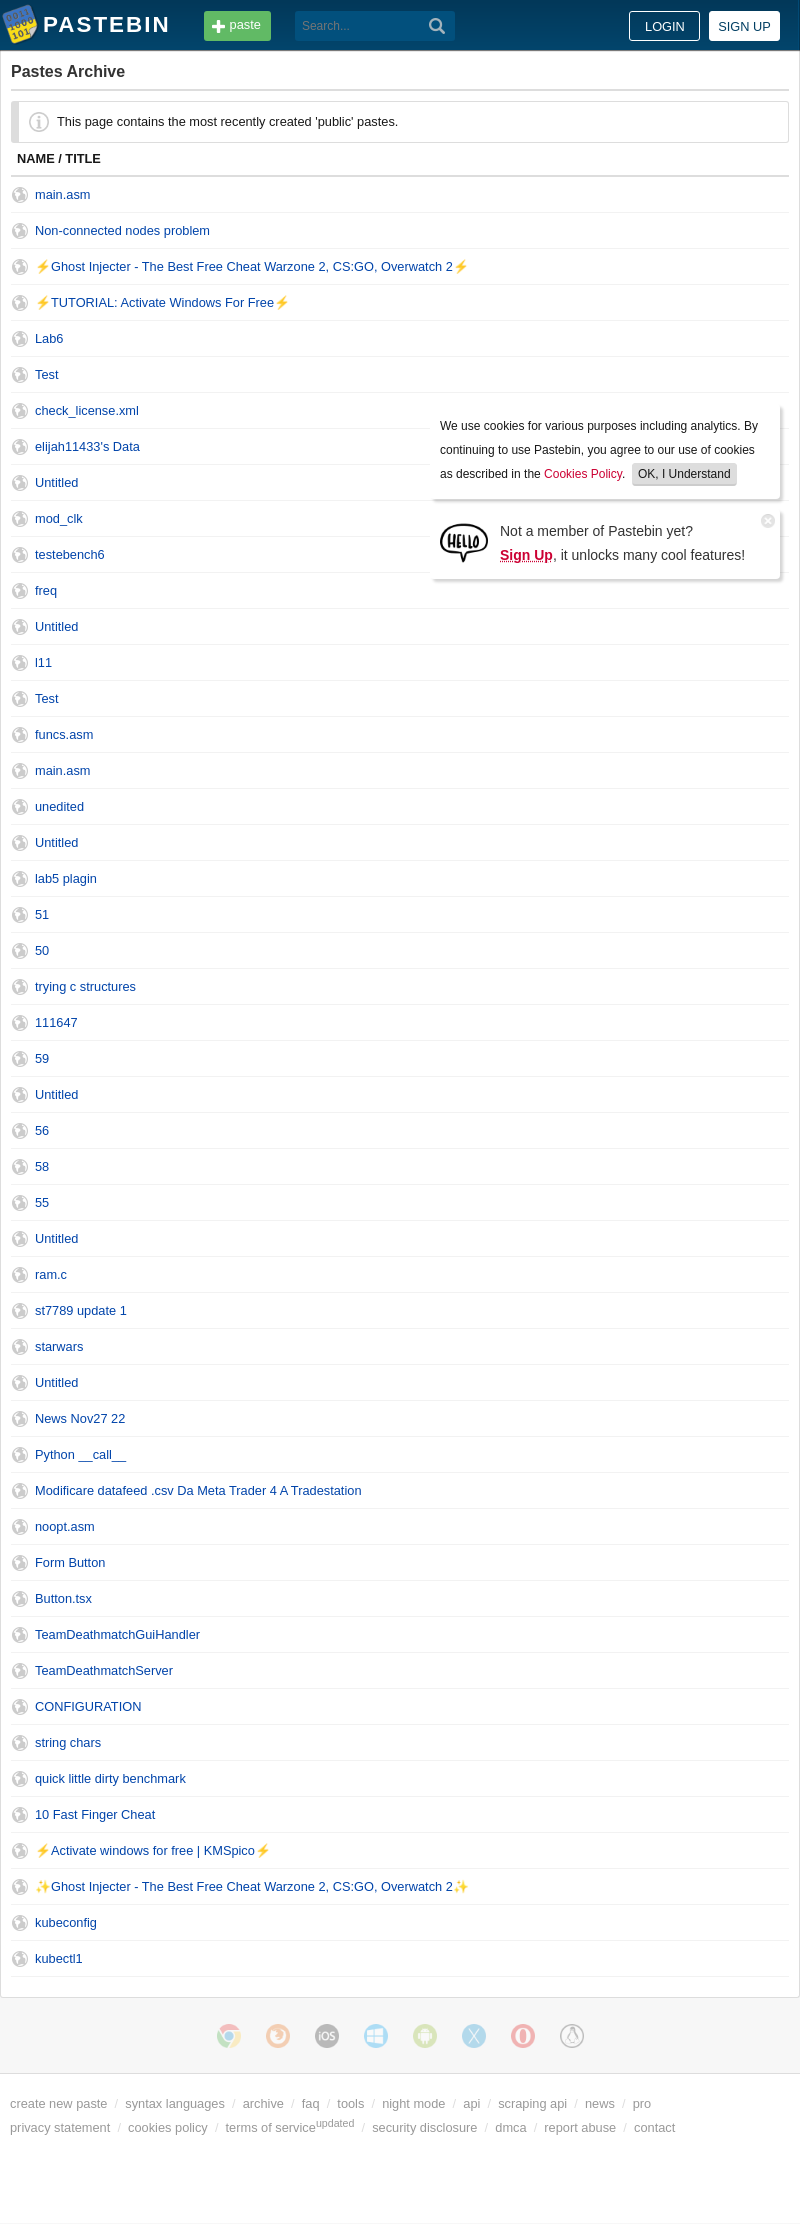 PASTEBIN paste Search... LOGIN SIGN UP
Pastes Archive
This page contains the most recently created 'public' pastes.
NAME / TITLE
main.asm
Non-connected nodes problem
⚡Ghost Injecter - The Best Free Cheat Warzone 2, CS:GO, Overwatch 2⚡
⚡TUTORIAL: Activate Windows For Free⚡
Lab6
Test
check_license.xml
elijah11433's Data
Untitled
mod_clk
testebench6
freq
Untitled
l11
Test
funcs.asm
main.asm
unedited
Untitled
lab5 plagin
51
50
trying c structures
111647
59
Untitled
56
58
55
Untitled
ram.c
st7789 update 1
starwars
Untitled
News Nov27 22
Python __call__
Modificare datafeed .csv Da Meta Trader 4 A Tradestation
noopt.asm
Form Button
Button.tsx
TeamDeathmatchGuiHandler
TeamDeathmatchServer
CONFIGURATION
string chars
quick little dirty benchmark
10 Fast Finger Cheat
⚡Activate windows for free | KMSpico⚡
✨Ghost Injecter - The Best Free Cheat Warzone 2, CS:GO, Overwatch 2✨
kubeconfig
kubectl1
We use cookies for various purposes including analytics. By
continuing to use Pastebin, you agree to our use of cookies
as described in the Cookies Policy. OK, I Understand
HELLO
Not a member of Pastebin yet?
Sign Up, it unlocks many cool features!
iOS
create new paste / syntax languages / archive / faq / tools / night mode / api / scraping api / news / pro
privacy statement / cookies policy / terms of serviceupdated / security disclosure / dmca / report abuse / contact